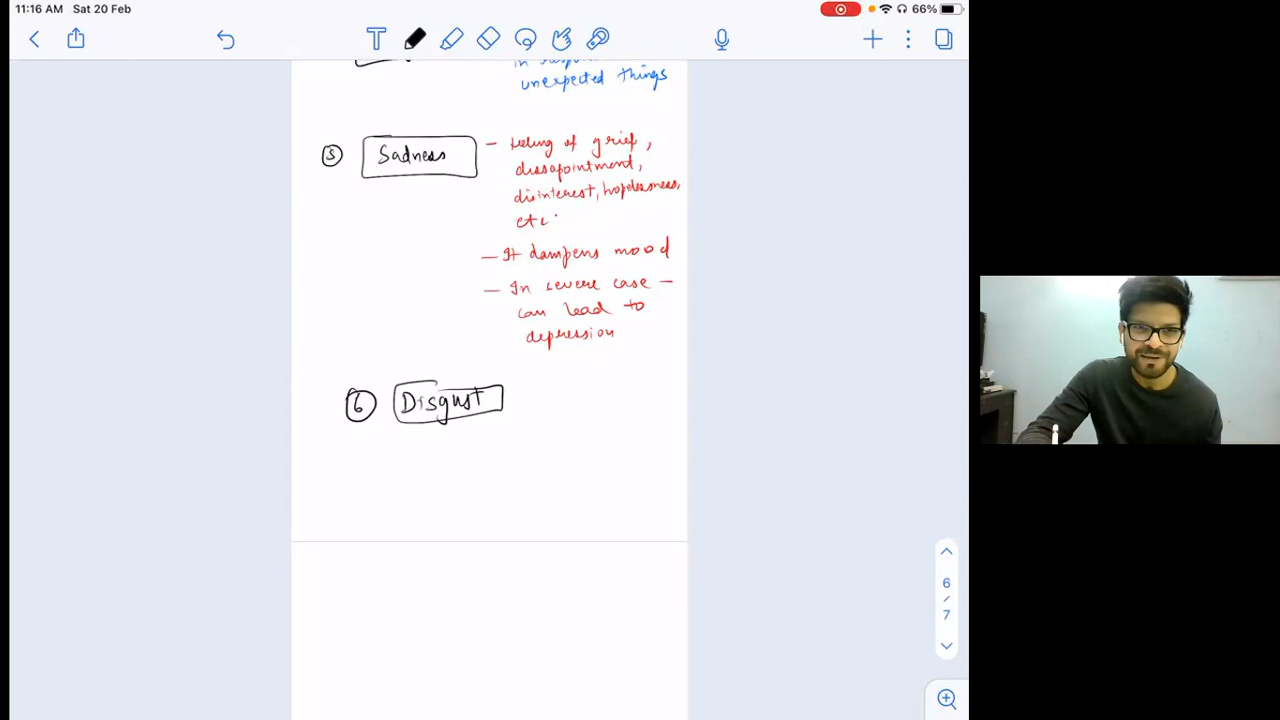 11:16 AM Sat 20 Feb
66%
unexpected things
5 Sadness - feeling of grief,
dissapointment,
disinterest, hopelessness,
etc.
- It dampens mood
- In severe case -
can lead to
depression
6 Disgust
6
/
7